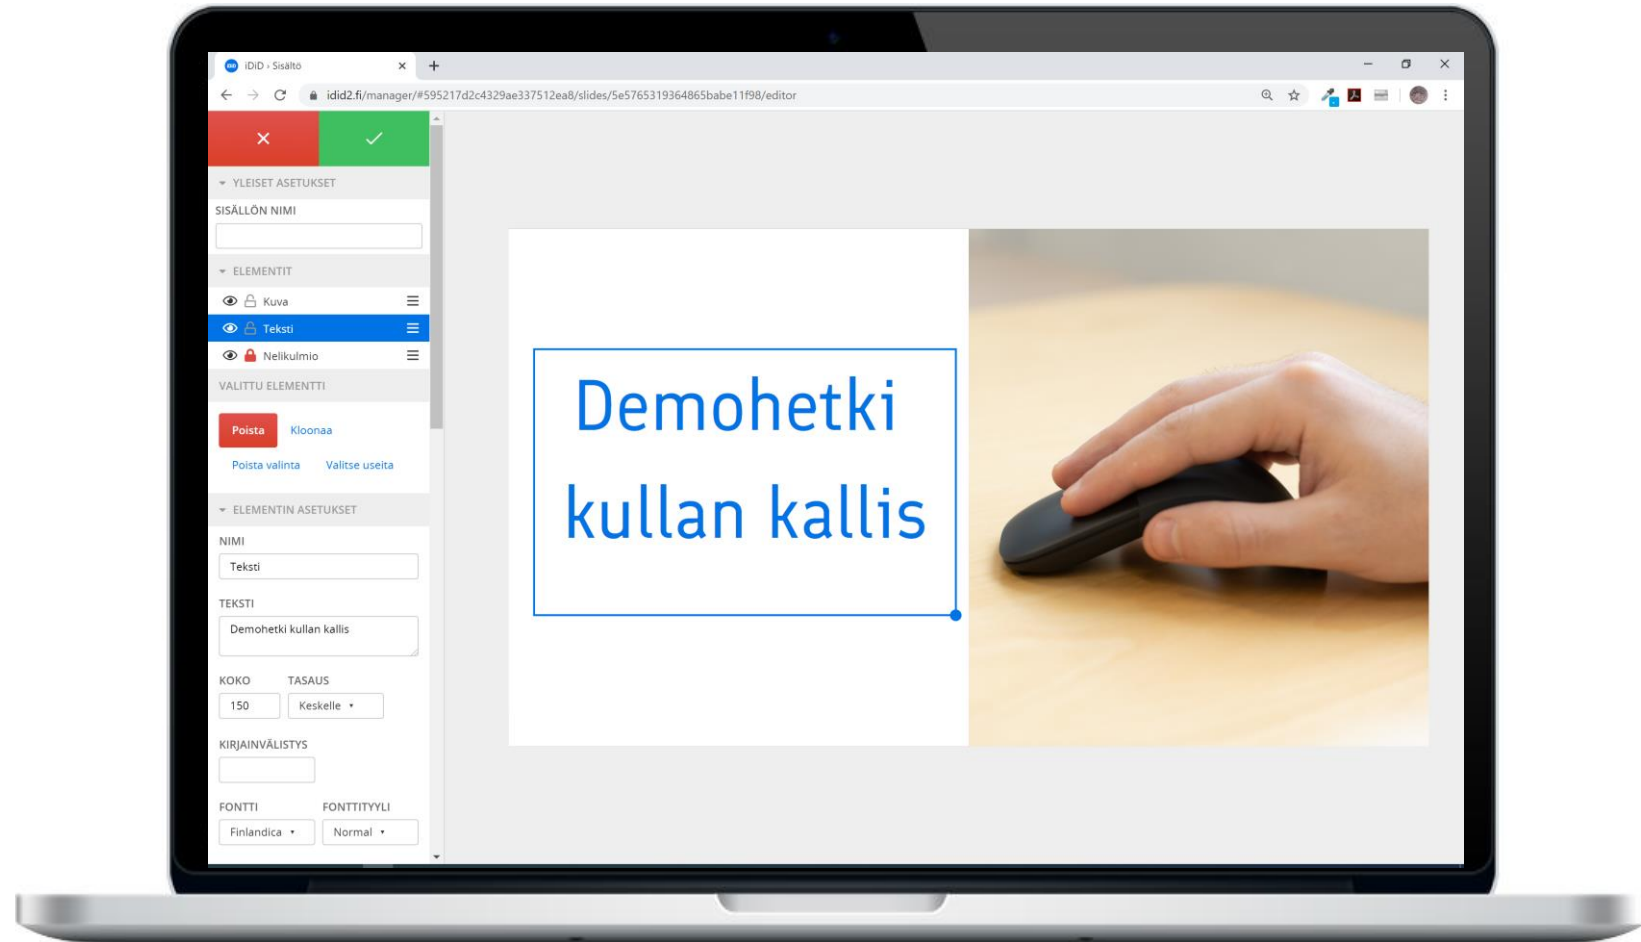 iDiD › Sisältö
idid2.fi/manager/#595217d2c4329ae337512ea8/slides/5e5765319364865babe11f98/editor
YLEISET ASETUKSET
SISÄLLÖN NIMI
ELEMENTIT
Kuva
Teksti
Nelikulmio
VALITTU ELEMENTTI
Poista Kloonaa
Poista valinta Valitse useita
ELEMENTIN ASETUKSET
NIMI
Teksti
TEKSTI
Demohetki kullan kallis
KOKO TASAUS
150 Keskelle
KIRJAINVÄLISTYS
FONTTI FONTTITYYLI
Finlandica Normal
Demohetki
kullan kallis